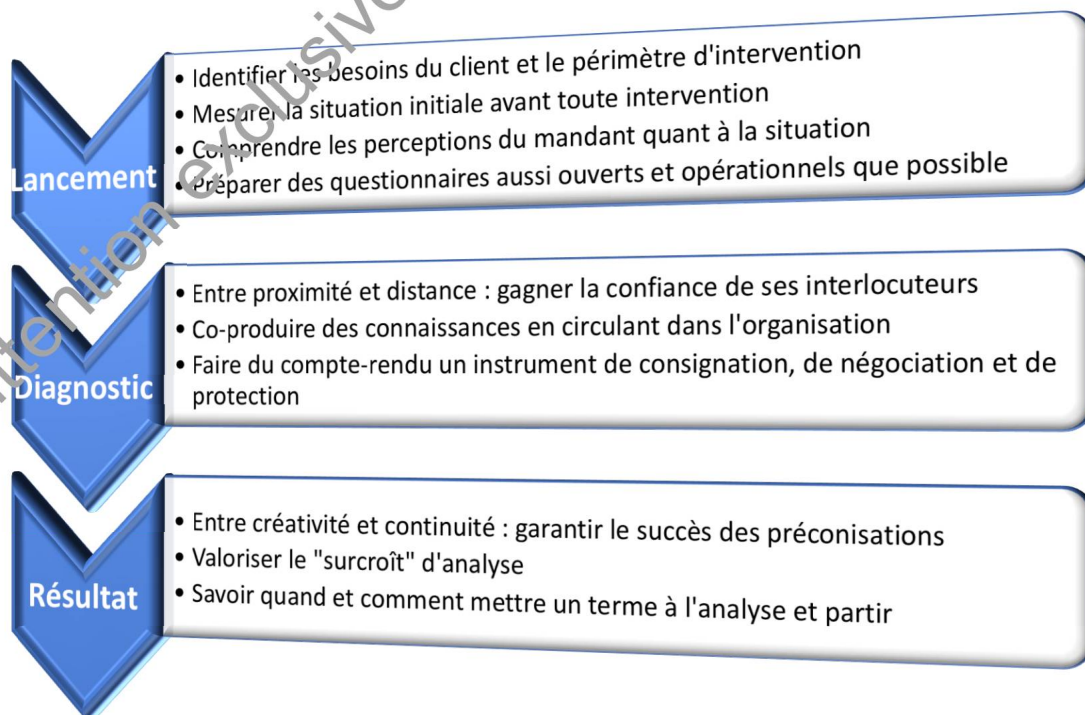 Lancement
• Identifier les besoins du client et le périmètre d'intervention
• Mesurer la situation initiale avant toute intervention
• Comprendre les perceptions du mandant quant à la situation
• Préparer des questionnaires aussi ouverts et opérationnels que possible
Diagnostic
• Entre proximité et distance : gagner la confiance de ses interlocuteurs
• Co-produire des connaissances en circulant dans l'organisation
• Faire du compte-rendu un instrument de consignation, de négociation et de
protection
Résultat
• Entre créativité et continuité : garantir le succès des préconisations
• Valoriser le "surcroît" d'analyse
• Savoir quand et comment mettre un terme à l'analyse et partir